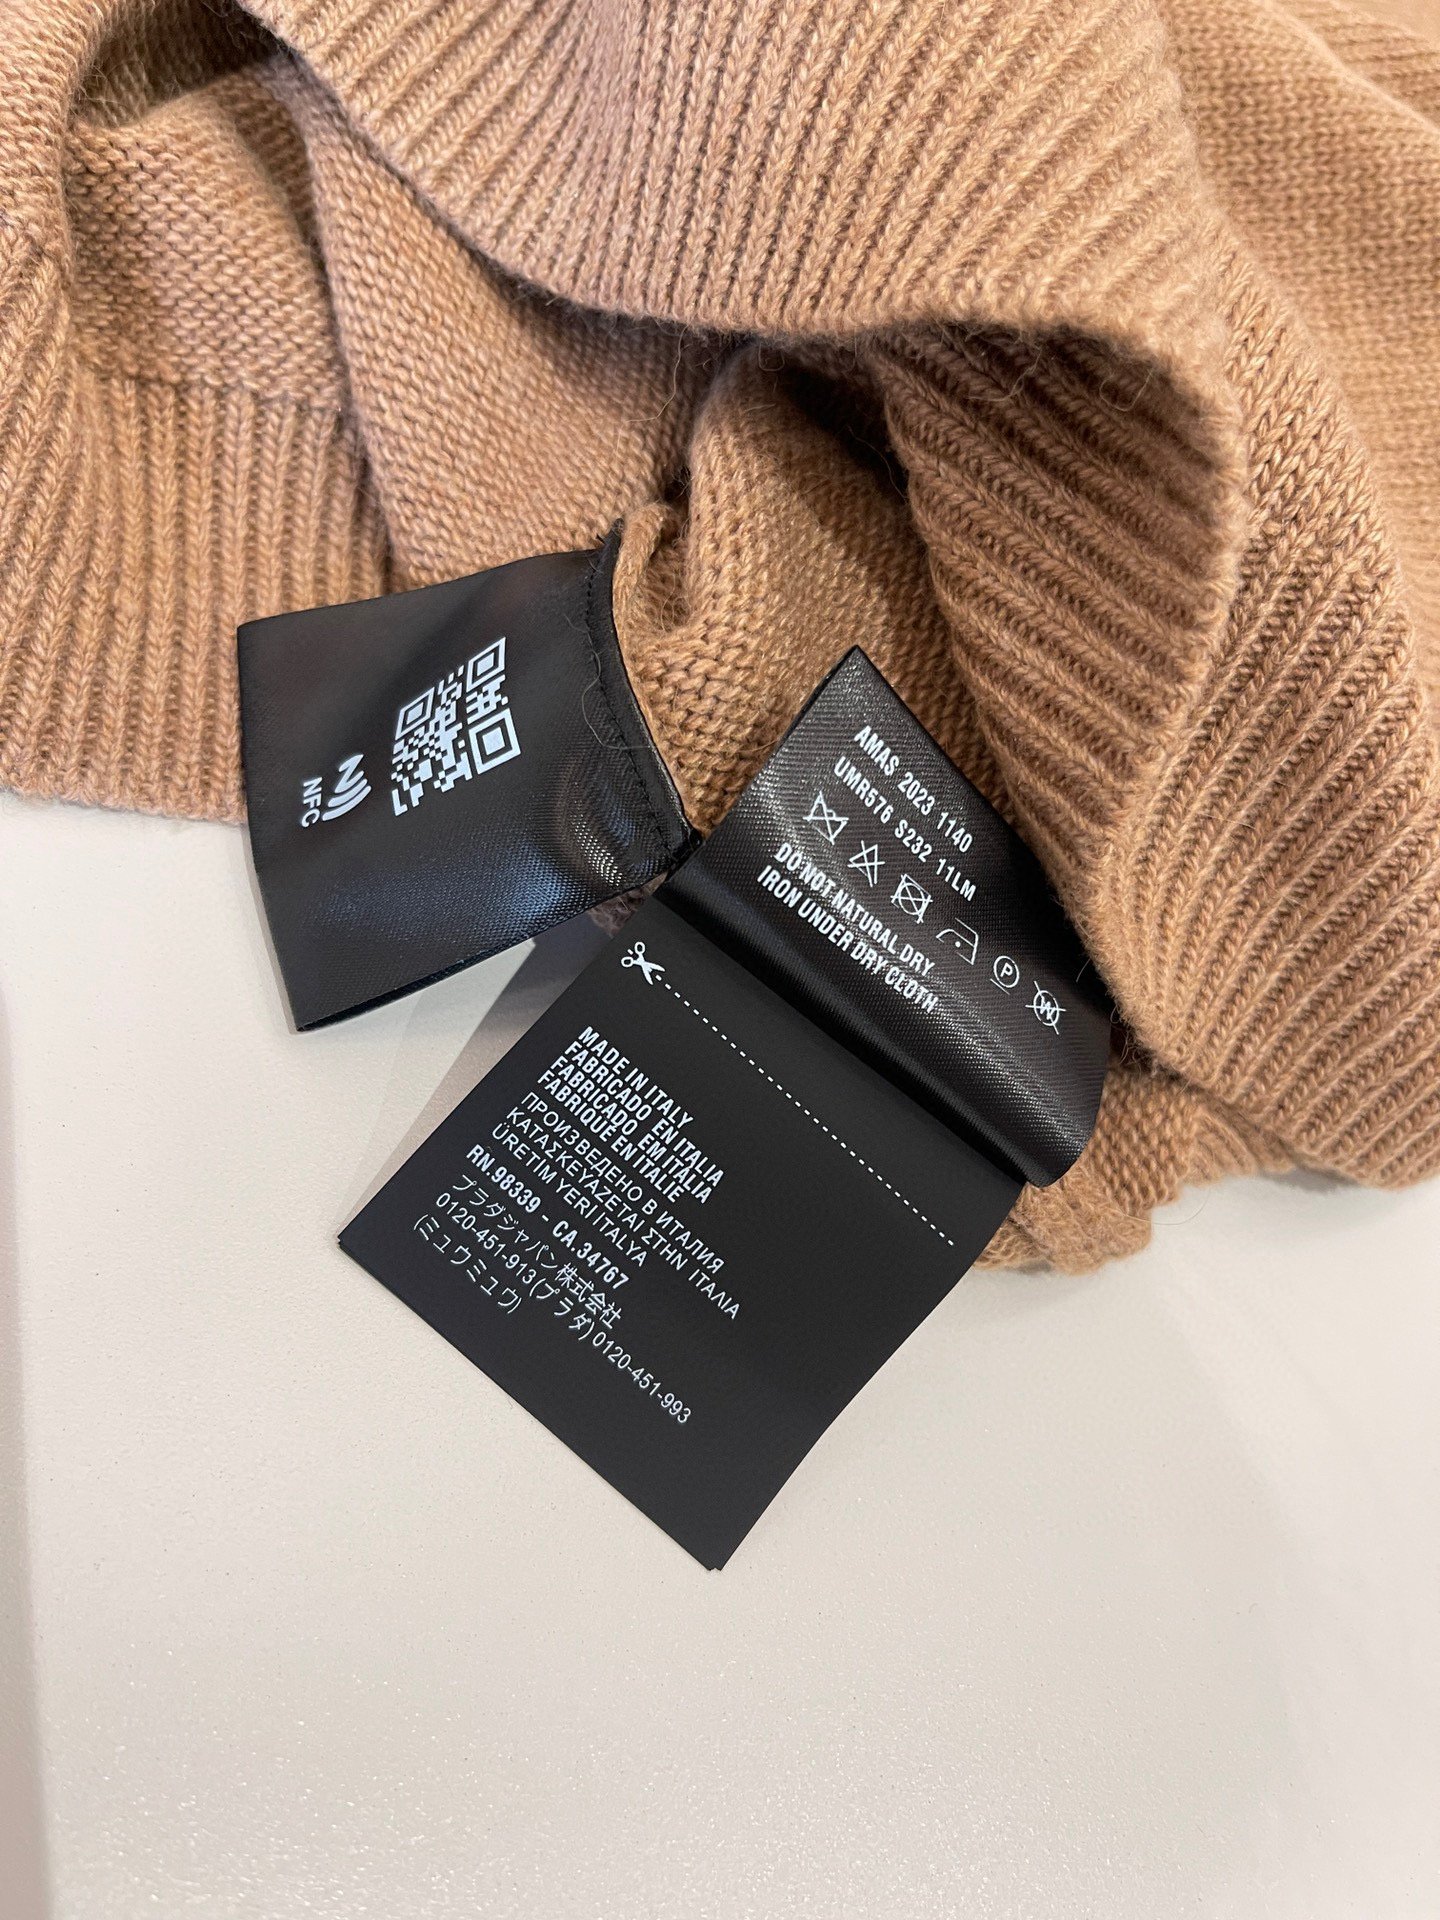 NFC
AMAS 2023 1140
UMR576 S232 11LM
P
W
DO NOT NATURAL DRY
IRON UNDER DRY CLOTH
MADE IN ITALY
FABRICADO EN ITALIA
FABRICADO EM ITALIA
FABRIQUÉ EN ITALIE
ПРОИЗВЕДЕНО В ИТАЛИЯ
ΚΑΤΑΣΚΕΥΑΖΕΤΑΙ ΣΤΗΝ ΙΤΑΛΙΑ
ÜRETIM YERI ITALYA
RN.98339 - CA.34767
プラダジャパン株式会社
0120-451-913(プラダ) 0120-451-993
(ミュウミュウ)